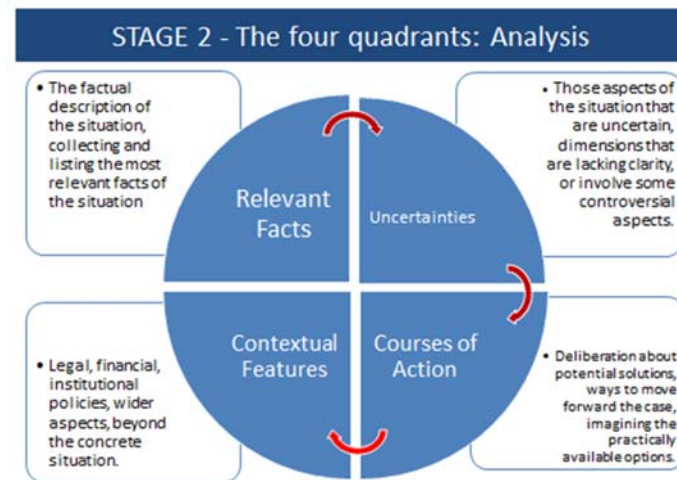 STAGE 2 - The four quadrants: Analysis
• The factual
description of
the situation,
collecting and
listing the most
relevant facts of
the situation
Relevant
Facts
Uncertainties
• Those aspects of
the situation that
are uncertain,
dimensions that
are lacking clarity,
or involve some
controversial
aspects.
• Legal, financial,
institutional
policies, wider
aspects, beyond
the concrete
situation.
Contextual
Features
Courses of
Action
• Deliberation about
potential solutions,
ways to move
forward the case,
imagining the
practically
available options.